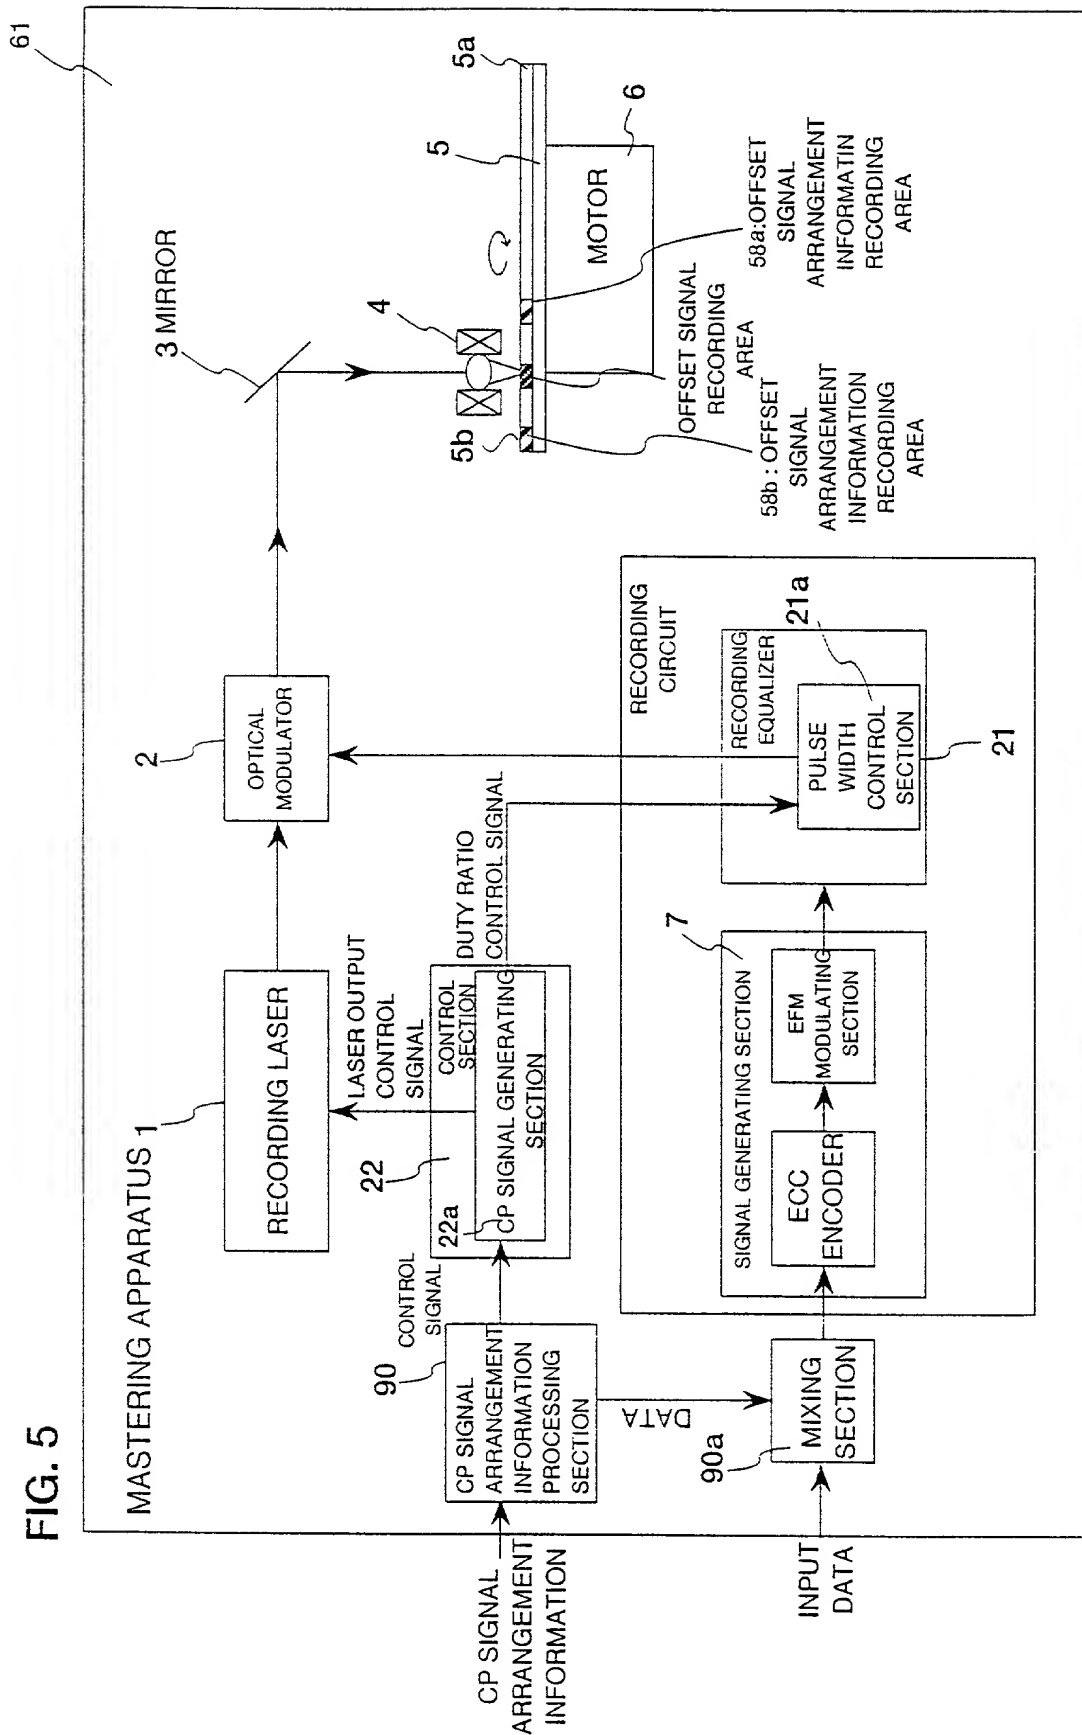 FIG. 5
61
MASTERING APPARATUS
1
RECORDING LASER
2
OPTICAL
MODULATOR
3 MIRROR
4
5b
5a
5
6
MOTOR
OFFSET SIGNAL
RECORDING
AREA
58a:OFFSET
SIGNAL
ARRANGEMENT
INFORMATIN
RECORDING
AREA
58b : OFFSET
SIGNAL
ARRANGEMENT
INFORMATION
RECORDING
AREA
LASER OUTPUT
CONTROL
SIGNAL
DUTY RATIO
CONTROL SIGNAL
22
CONTROL
SECTION
22a
CP SIGNAL GENERATING
SECTION
CONTROL
SIGNAL
90
CP SIGNAL
ARRANGEMENT
INFORMATION
PROCESSING
SECTION
CP SIGNAL
ARRANGEMENT
INFORMATION
DATA
90a
MIXING
SECTION
INPUT
DATA
RECORDING
CIRCUIT
7
SIGNAL GENERATING SECTION
ECC
ENCODER
EFM
MODULATING
SECTION
RECORDING
EQUALIZER
21a
PULSE
WIDTH
CONTROL
SECTION
21